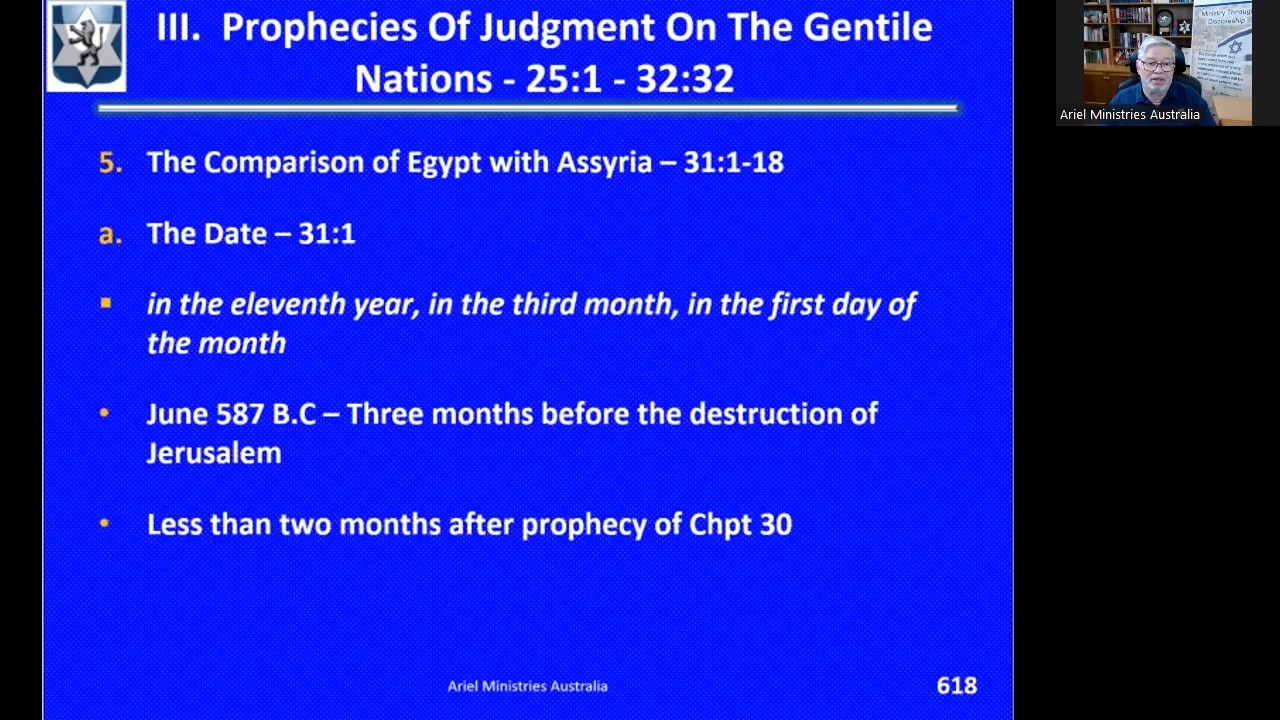 III. Prophecies Of Judgment On The Gentile
Nations - 25:1 - 32:32
5. The Comparison of Egypt with Assyria – 31:1-18
a. The Date – 31:1
▪ in the eleventh year, in the third month, in the first day of
the month
• June 587 B.C – Three months before the destruction of
Jerusalem
• Less than two months after prophecy of Chpt 30
Ariel Ministries Australia
618
Ministry Through
Discipleship
Ariel Ministries Australia